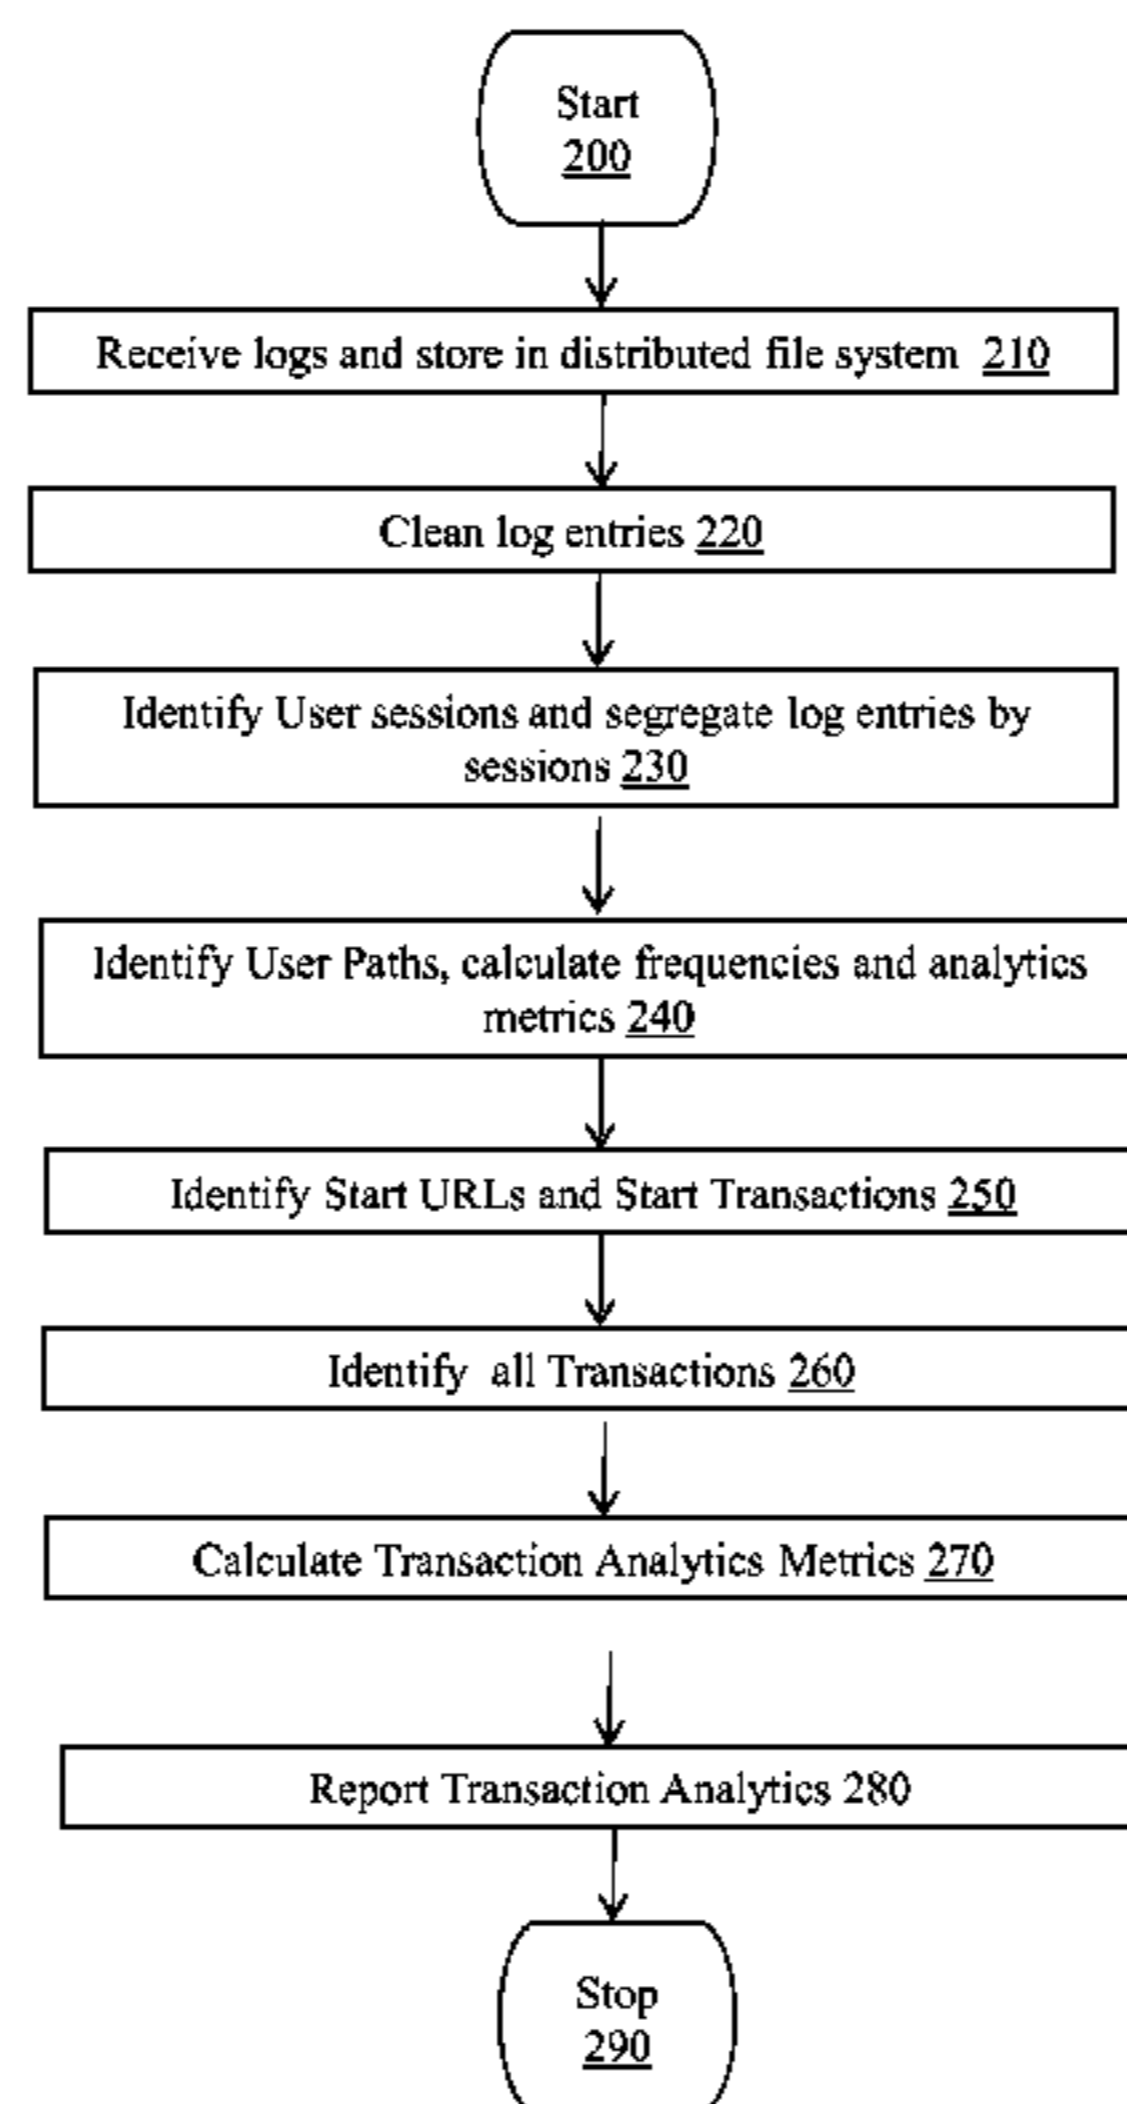 Start
200
Receive logs and store in distributed file system 210
Clean log entries 220
Identify User sessions and segregate log entries by
sessions 230
Identify User Paths, calculate frequencies and analytics
metrics 240
Identify Start URLs and Start Transactions 250
Identify all Transactions 260
Calculate Transaction Analytics Metrics 270
Report Transaction Analytics 280
Stop
290